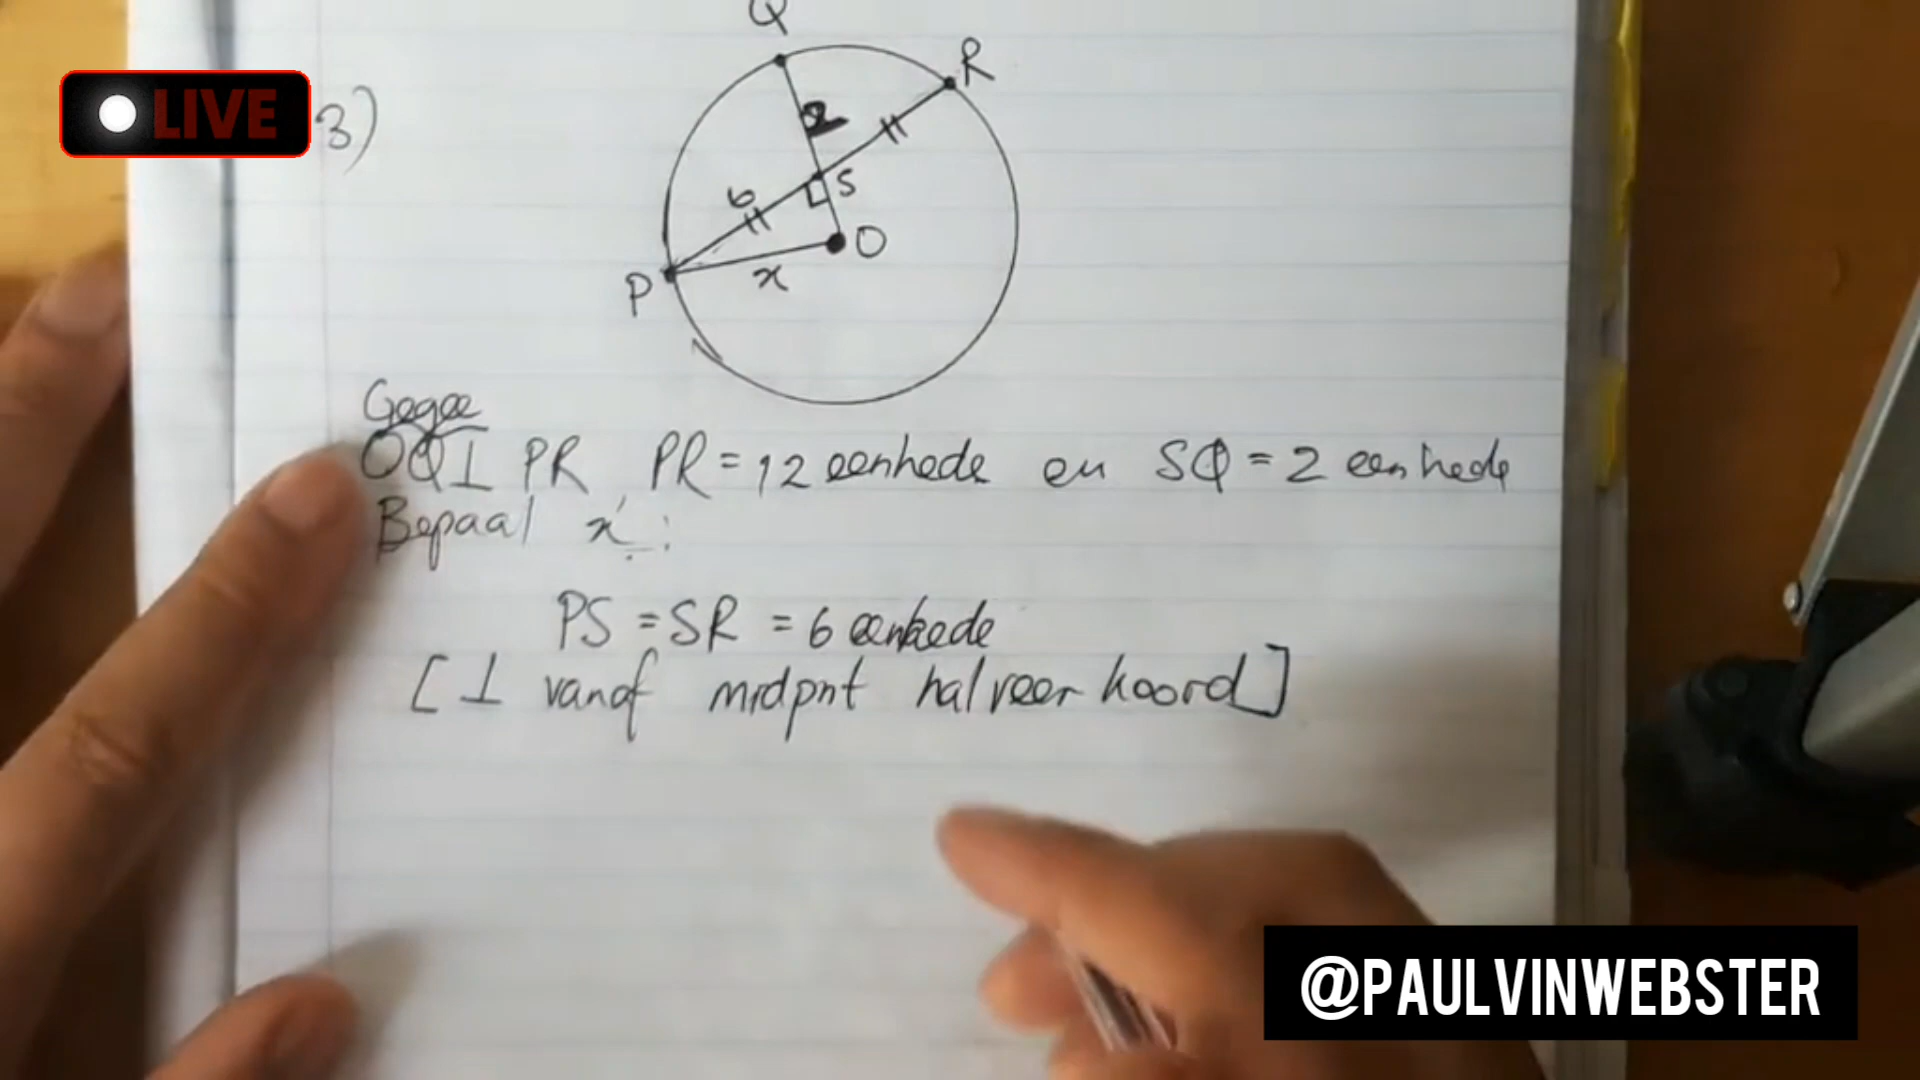 Q
R
LIVE
3)
2
S
6
O
x
P
Gegee
OQ ⊥ PR, PR = 12 eenhede en SQ = 2 eenhede
Bepaal x:
PS = SR = 6 eenhede
[⊥ vanaf midpnt halveer koord]
@PAULVINWEBSTER